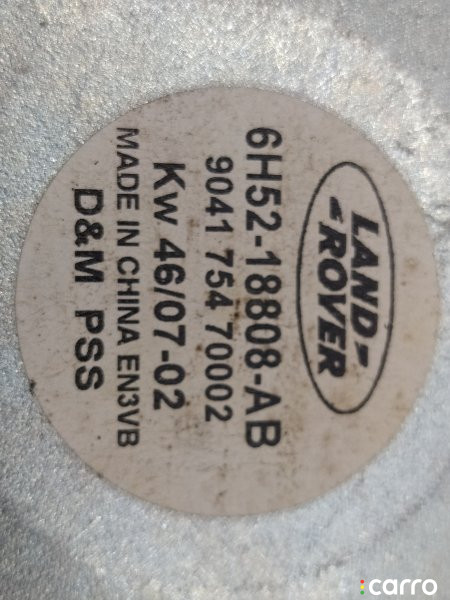 LAND-
-ROVER
6H52-18808-AB
9041 754 70002
Kw 46/07-02
MADE IN CHINA EN3VB
D&M PSS
carro